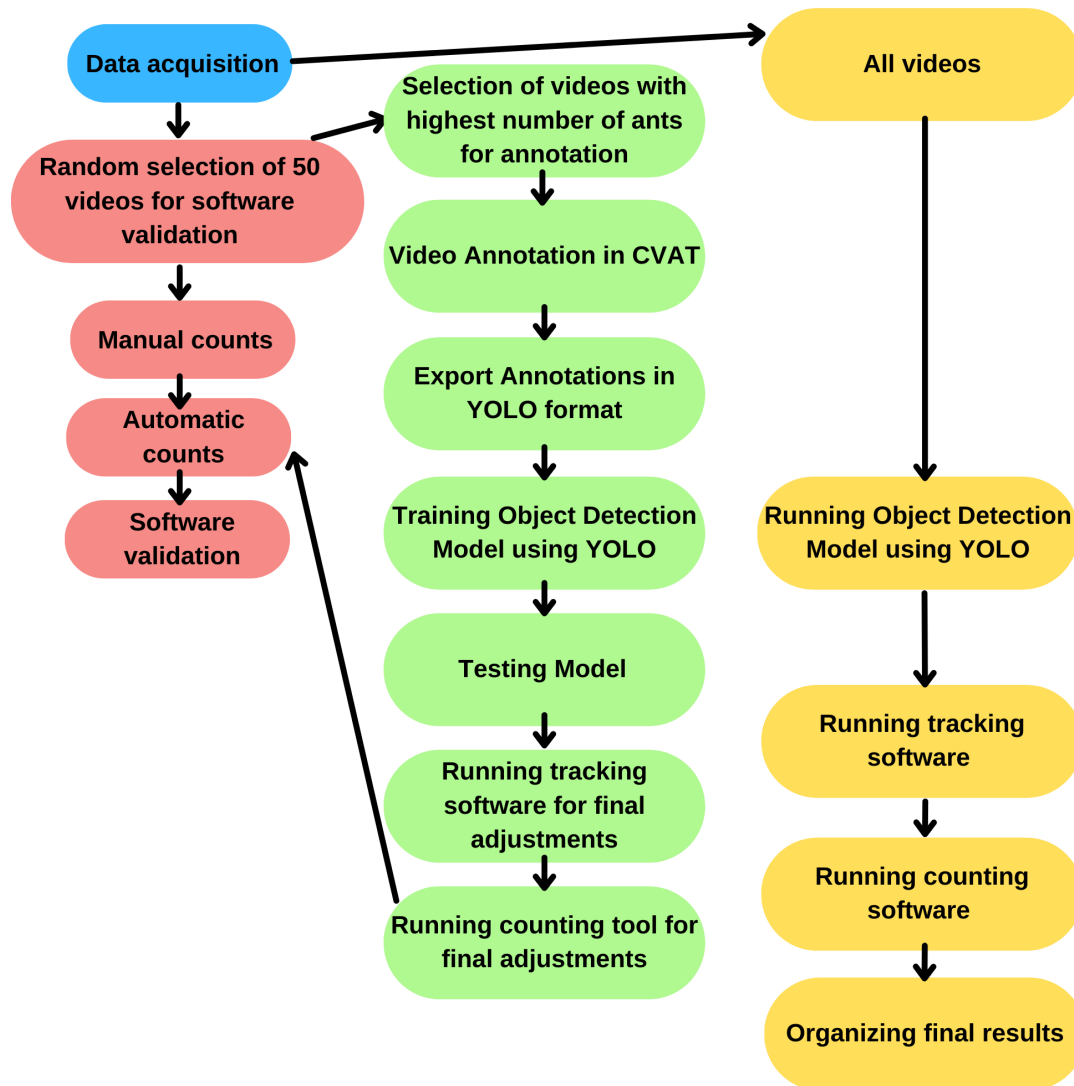 Data acquisition
Random selection of 50
videos for software
validation
Manual counts
Automatic
counts
Software
validation
Selection of videos with
highest number of ants
for annotation
Video Annotation in CVAT
Export Annotations in
YOLO format
Training Object Detection
Model using YOLO
Testing Model
Running tracking
software for final
adjustments
Running counting tool for
final adjustments
All videos
Running Object Detection
Model using YOLO
Running tracking
software
Running counting
software
Organizing final results